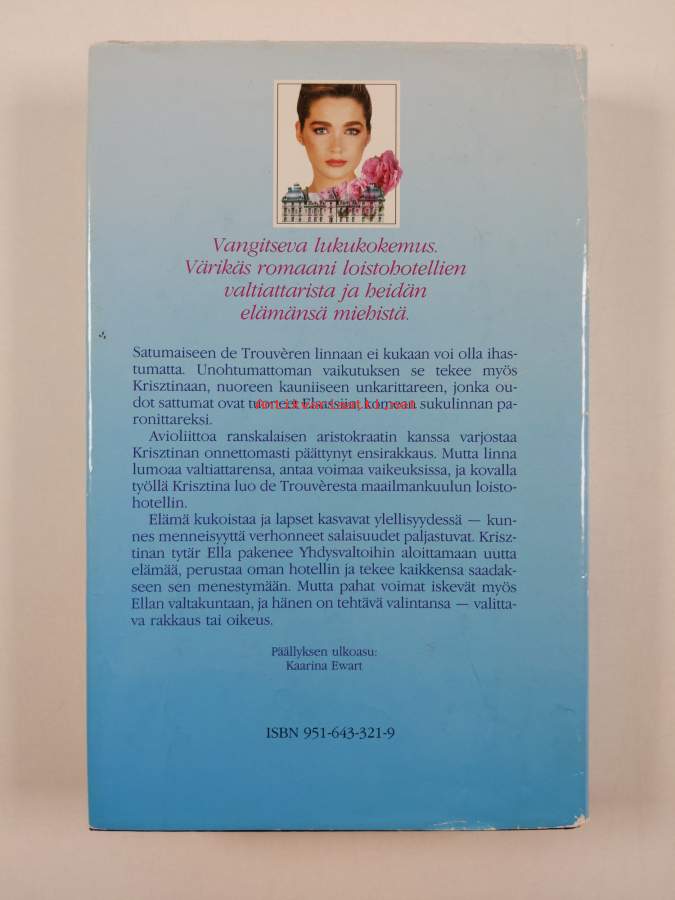 Vangitseva lukukokemus.
Värikäs romaani loistohotellien
valtiattarista ja heidän
elämänsä miehistä.
Satumaiseen de Trouvèren linnaan ei kukaan voi olla ihas-
tumatta. Unohtumattoman vaikutuksen se tekee myös
Krisztinaan, nuoreen kauniiseen unkarittareen, jonka ou-
dot sattumat ovat tuoneet Elsassiin, tämän sukulinnan pa-
ronittareksi.
Avioliittoa ranskalaisen aristokraatin kanssa varjostaa
Krisztinan onnettomasti päättynyt ensirakkaus. Mutta linna
lumoaa valtiattarensa, antaa voimaa vaikeuksissa, ja kovalla
työllä Krisztina luo de Trouvèresta maailmankuulun loisto-
hotellin.
Elämä kukoistaa ja lapset kasvavat ylellisyydessä — kun-
nes menneisyyttä verhonneet salaisuudet paljastuvat. Krisz-
tinan tytär Ella pakenee Yhdysvaltoihin aloittamaan uutta
elämää, perustaa oman hotellin ja tekee kaikkensa saadak-
seen sen menestymään. Mutta pahat voimat iskevät myös
Ellan valtakuntaan, ja hänen on tehtävä valintansa — valitta-
va rakkaus tai oikeus.
Päällyksen ulkoasu:
Kaarina Ewart
ISBN 951-643-321-9